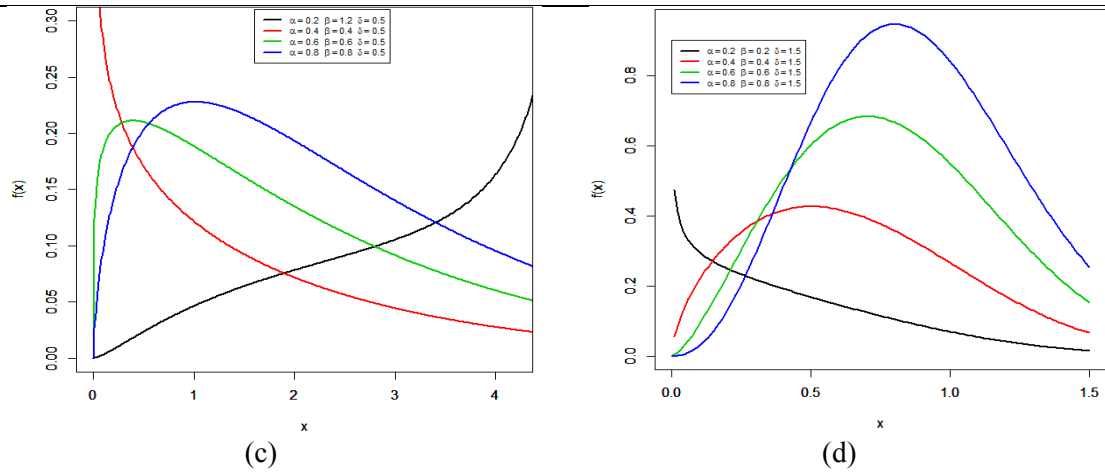 α=0.2 β=1.2 δ=0.5
α=0.4 β=0.4 δ=0.5
α=0.6 β=0.6 δ=0.5
α=0.8 β=0.8 δ=0.5
0.30
0.25
0.20
0.15
0.10
0.05
0.00
f(x)
0 1 2 3 4
x
(c)
α=0.2 β=0.2 δ=1.5
α=0.4 β=0.4 δ=1.5
α=0.6 β=0.6 δ=1.5
α=0.8 β=0.8 δ=1.5
0.8
0.6
0.4
0.2
0.0
f(x)
0.0 0.5 1.0 1.5
x
(d)